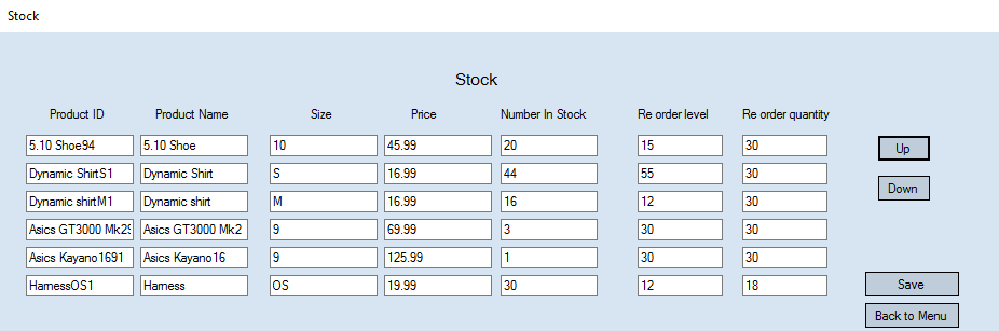 Stock
Stock
Product ID Product Name Size Price Number In Stock Re order level Re order quantity
5.10 Shoe94 5.10 Shoe 10 45.99 20 15 30 Up
Dynamic ShirtS1 Dynamic Shirt S 16.99 44 55 30
Down
Dynamic shirtM1 Dynamic shirt M 16.99 16 12 30
Asics GT3000 Mk29 Asics GT3000 Mk2 9 69.99 3 30 30
Asics Kayano1691 Asics Kayano16 9 125.99 1 30 30
HarnessOS1 Harness OS 19.99 30 12 18 Save
Back to Menu